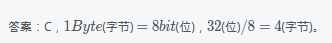 答案：C，1Byte(字节) = 8bit(位)，32(位)/8 = 4(字节)。